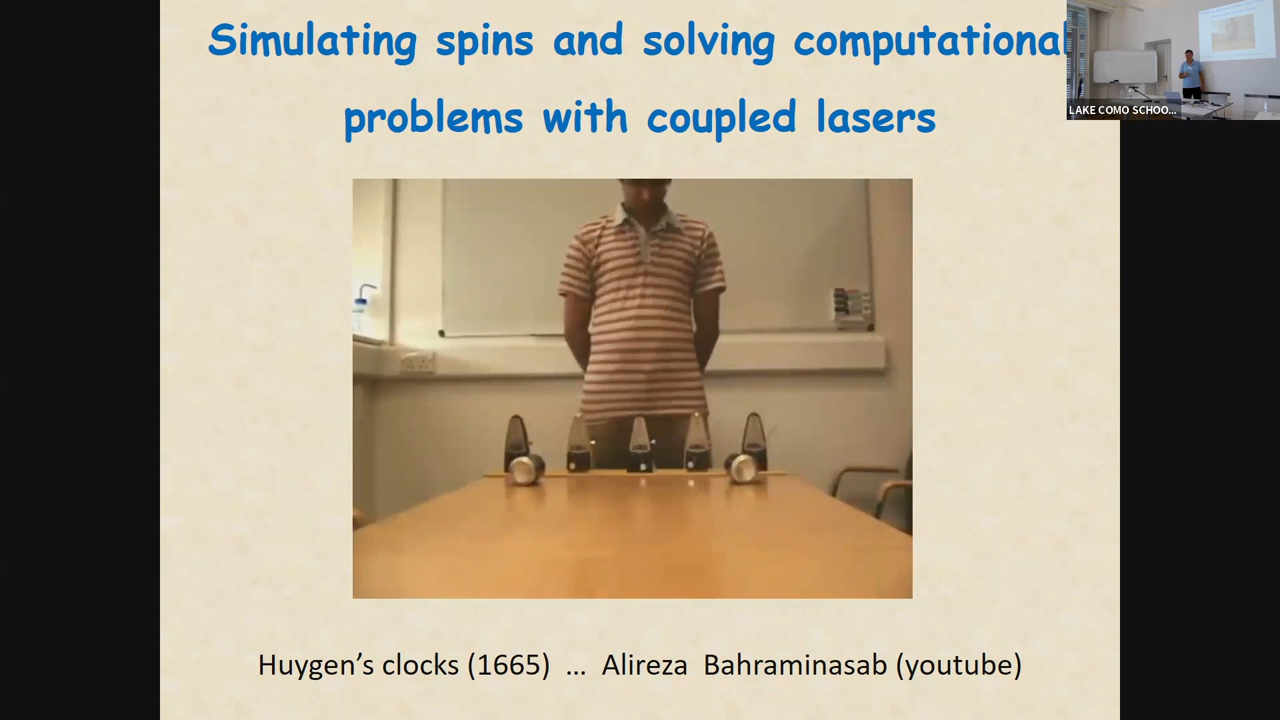 Simulating spins and solving computational
problems with coupled lasers
LAKE COMO SCHOO...
Huygen's clocks (1665) ... Alireza Bahraminasab (youtube)